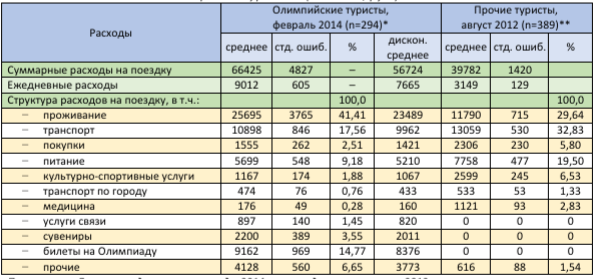 Расходы Олимпийские туристы, Прочие туристы,
февраль 2014 (n=294)* август 2012 (n=389)**
среднее стд. ошиб. % дискон. среднее среднее стд. ошиб. %
Суммарные расходы на поездку 66425 4827 – 56724 39782 1420
Ежедневные расходы 9012 605 – 7665 3149 129
Структура расходов на поездку, в т.ч.: 100,0 100,0
− проживание 25695 3765 41,41 23489 11790 715 29,64
− транспорт 10898 846 17,56 9962 13059 530 32,83
− покупки 1555 262 2,51 1421 2306 230 5,80
− питание 5699 548 9,18 5210 7758 477 19,50
− культурно-спортивные услуги 1167 174 1,88 1067 2599 245 6,53
− транспорт по городу 474 76 0,76 433 533 53 1,33
− медицина 176 49 0,28 160 1121 93 2,83
− услуги связи 897 140 1,45 820 0 0 0
− сувениры 2200 389 3,55 2011 0 0 0
− билеты на Олимпиаду 9162 969 14,77 8376 0 0 0
− прочие 4128 560 6,65 3773 616 88 1,54